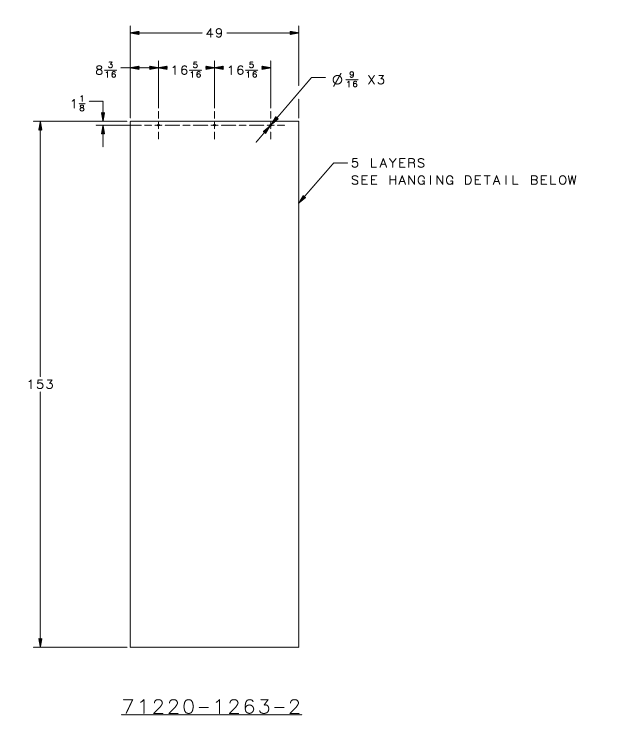 49
8 3/16
16 5/16
16 5/16
Ø 9/16 X3
1 1/8
5 LAYERS
SEE HANGING DETAIL BELOW
153
71220-1263-2